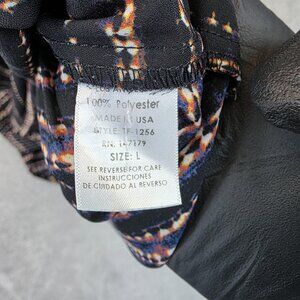 100% Polyester
MADE IN USA
STYLE: TF-1256
RN: 147179
SIZE: L
SEE REVERSE FOR CARE
INSTRUCCIONES
DE CUIDADO AL REVERSO